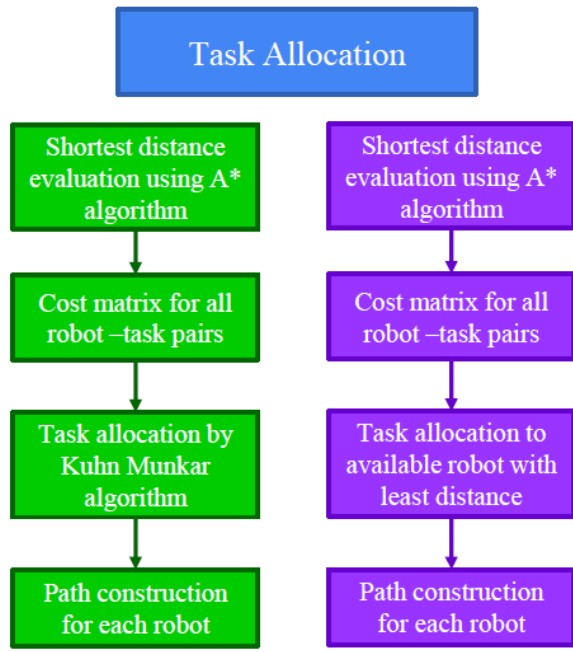 Task Allocation
Shortest distance
evaluation using A*
algorithm
Cost matrix for all
robot –task pairs
Task allocation by
Kuhn Munkar
algorithm
Path construction
for each robot
Shortest distance
evaluation using A*
algorithm
Cost matrix for all
robot –task pairs
Task allocation to
available robot with
least distance
Path construction
for each robot